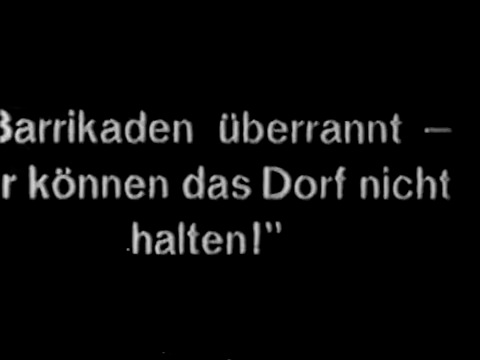 Barrikaden überrannt –
r können das Dorf nicht
halten!"